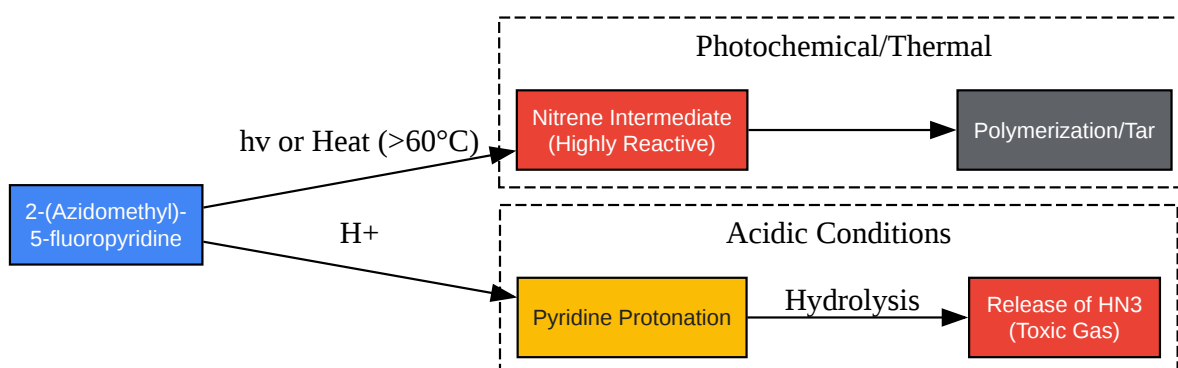 Photochemical/Thermal
hv or Heat (>60°C)
Nitrene Intermediate
(Highly Reactive)
Polymerization/Tar
2-(Azidomethyl)-
5-fluoropyridine
H+
Acidic Conditions
Pyridine Protonation
Hydrolysis
Release of HN3
(Toxic Gas)